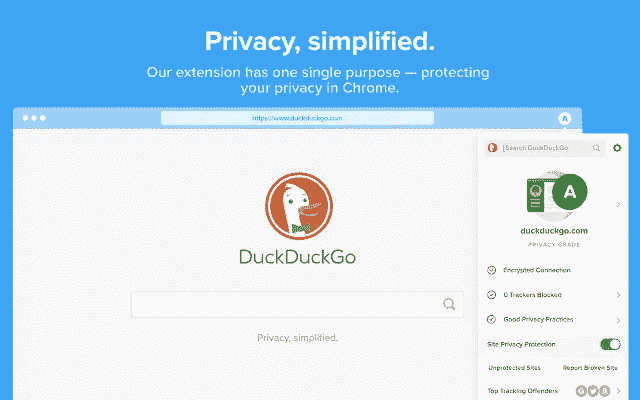 Privacy, simplified.
Our extension has one single purpose — protecting
your privacy in Chrome.
https://www.duckduckgo.com
A
Search DuckDuckGo
A
duckduckgo.com
PRIVACY GRADE
DuckDuckGo
Encrypted Connection
0 Trackers Blocked
Good Privacy Practices
Privacy, simplified.
Site Privacy Protection
Unprotected Sites Report Broken Site
Top Tracking Offenders